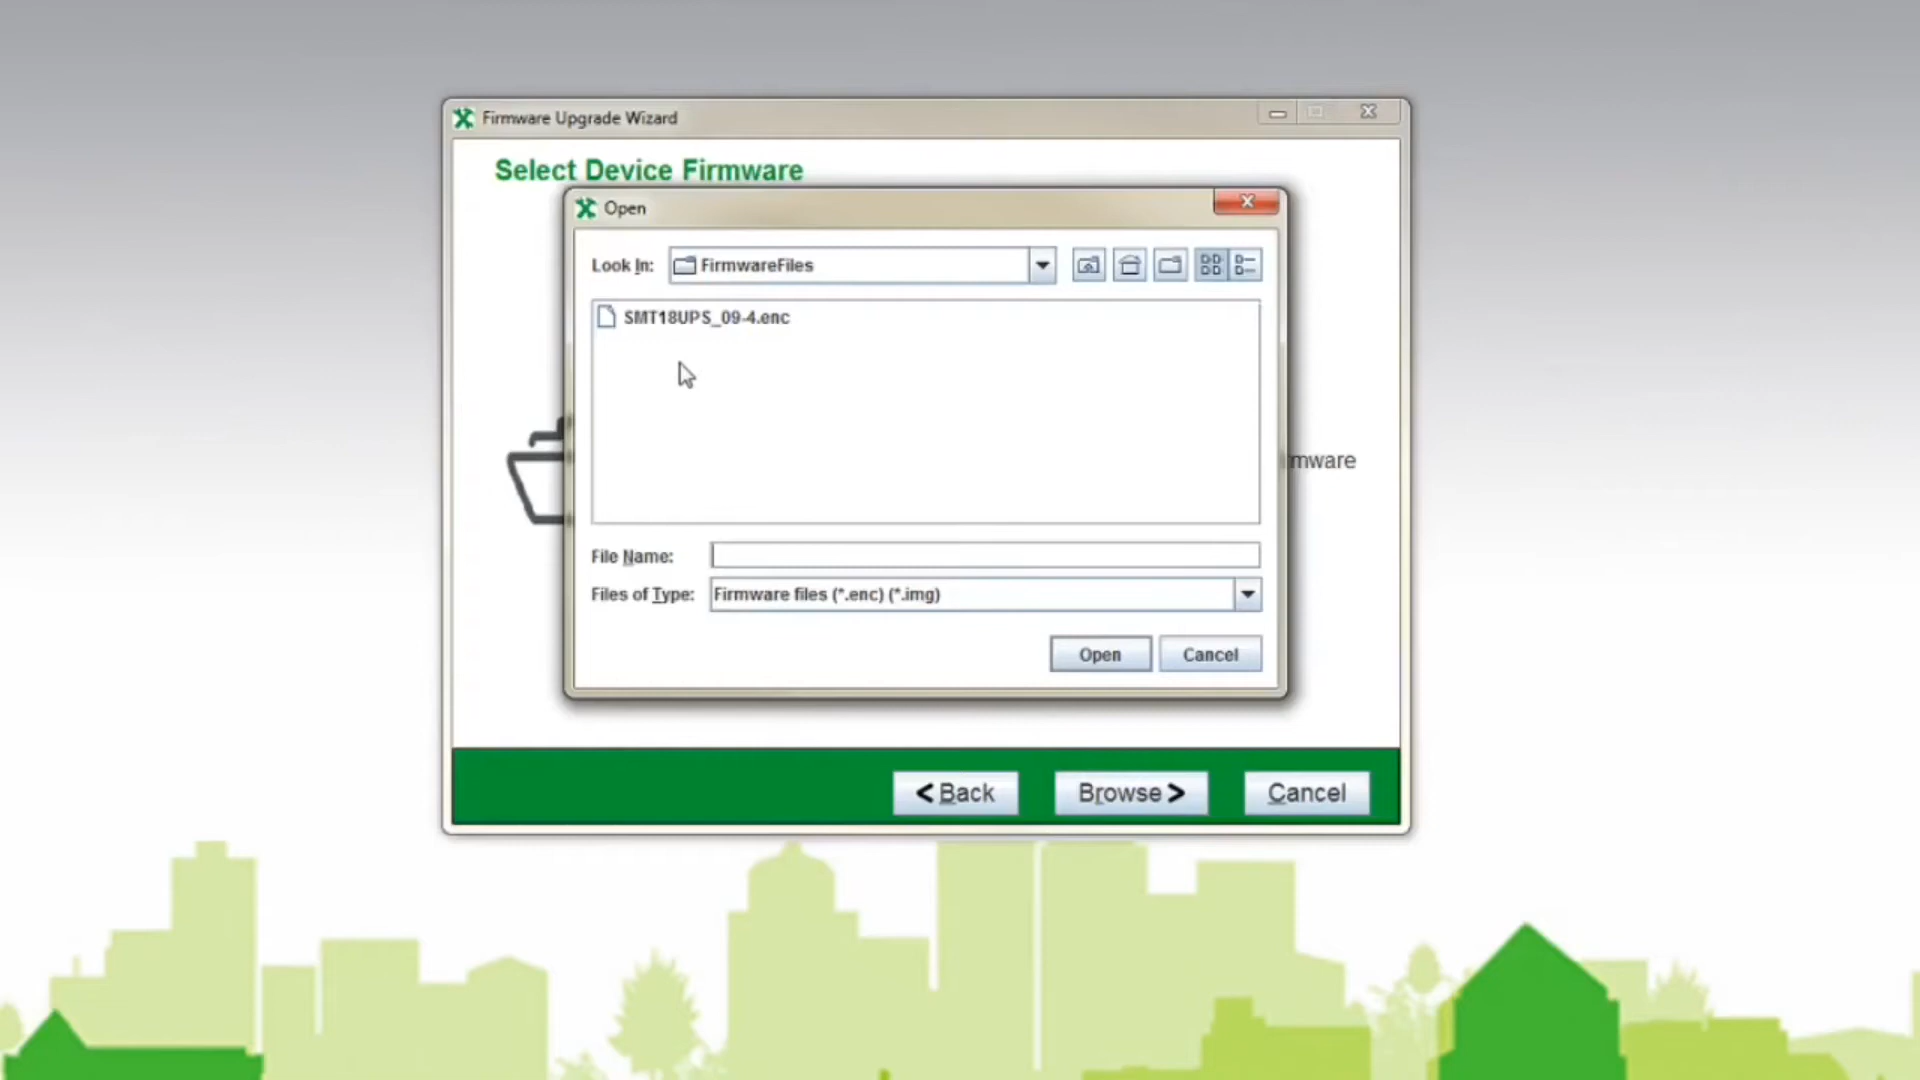 Firmware Upgrade Wizard
Select Device Firmware
Open
Look In: FirmwareFiles
SMT18UPS_09-4.enc
mware
File Name:
Files of Type: Firmware files (*.enc) (*.img)
Open Cancel
< Back Browse > Cancel